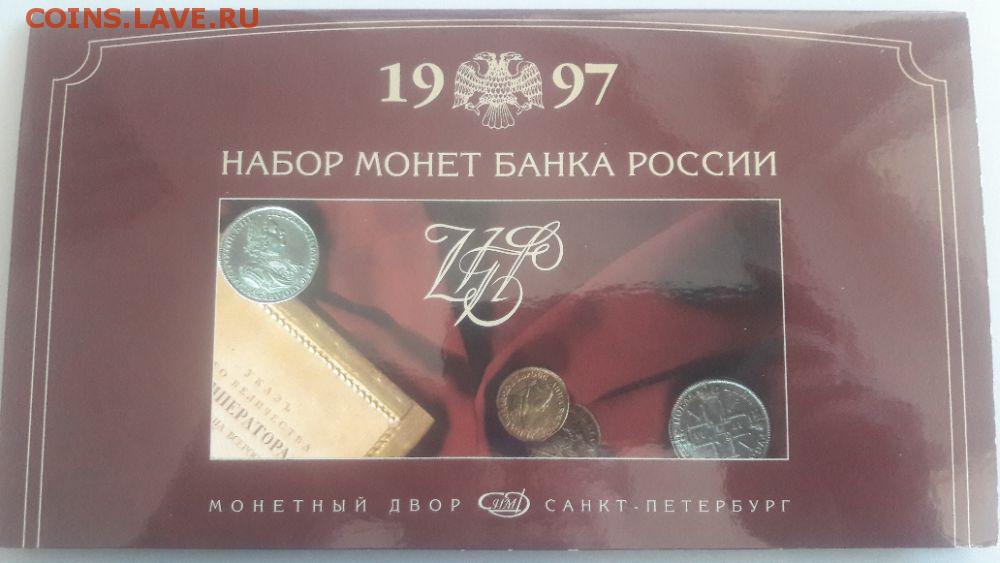 COINS.LAVE.RU
19 97
НАБОР МОНЕТ БАНКА РОССИИ
УКАЗЪ
ВЕЛИЧЕСТВА
ИМПЕРАТОРА
МОНЕТНЫЙ ДВОР САНКТ-ПЕТЕРБУРГ